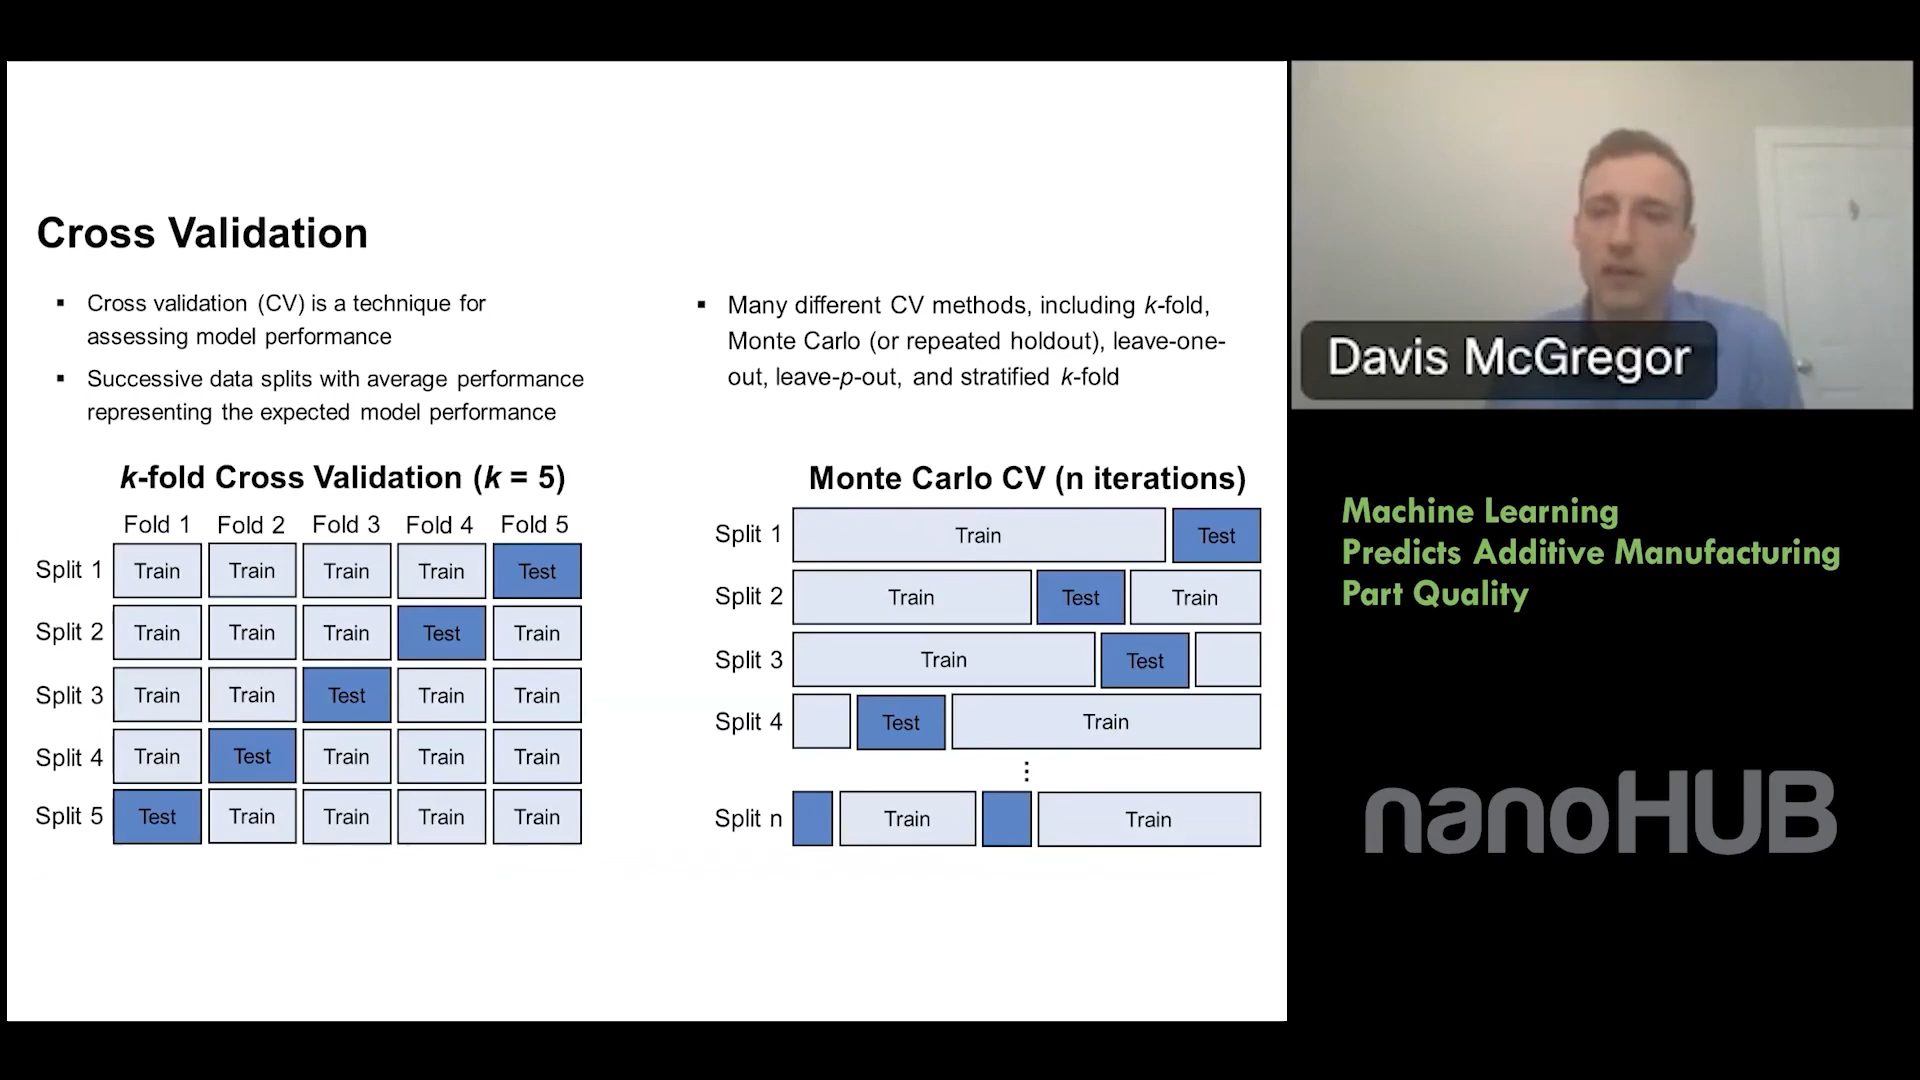 Cross Validation
▪ Cross validation (CV) is a technique for
assessing model performance
▪ Successive data splits with average performance
representing the expected model performance
▪ Many different CV methods, including k-fold,
Monte Carlo (or repeated holdout), leave-one-
out, leave-p-out, and stratified k-fold
k-fold Cross Validation (k = 5)
Fold 1 Fold 2 Fold 3 Fold 4 Fold 5
Split 1 Train Train Train Train Test
Split 2 Train Train Train Test Train
Split 3 Train Train Test Train Train
Split 4 Train Test Train Train Train
Split 5 Test Train Train Train Train
Monte Carlo CV (n iterations)
Split 1 Train Test
Split 2 Train Test Train
Split 3 Train Test
Split 4 Test Train
⋮
Split n Train Train
Davis McGregor
Machine Learning
Predicts Additive Manufacturing
Part Quality
nanoHUB